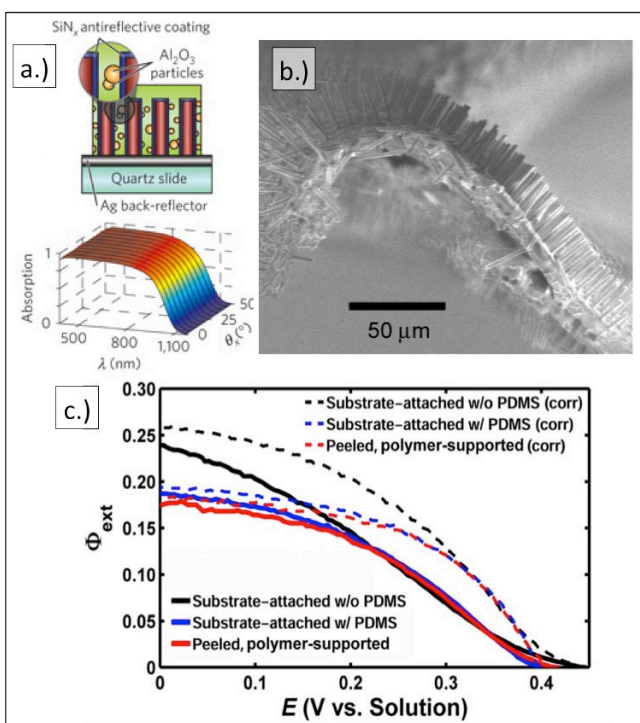 a.)
SiNₓ antireflective coating
Al₂O₃
particles
Quartz slide
Ag back-reflector
Absorption
1
0
500
800
1,100
λ (nm)
0
25
50
θₓ(°)
b.)
50 μm
c.)
Φext
0.30
0.25
0.20
0.15
0.10
0.05
0
Substrate-attached w/o PDMS (corr)
Substrate-attached w/ PDMS (corr)
Peeled, polymer-supported (corr)
Substrate-attached w/o PDMS
Substrate-attached w/ PDMS
Peeled, polymer-supported
0
0.1
0.2
0.3
0.4
E (V vs. Solution)